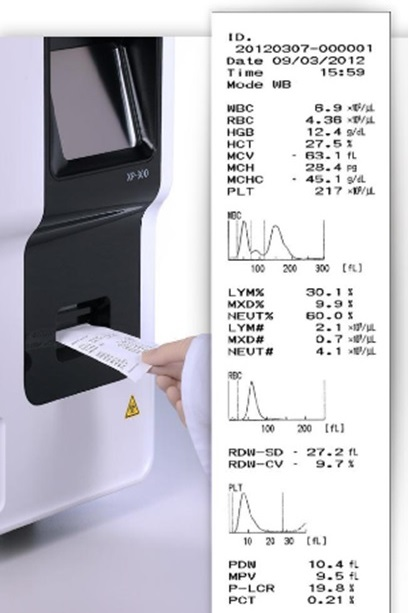 XP-300
ID.
20120307-000001
Date 09/03/2012
Time 15:59
Mode WB
WBC 6.9 ×10³/µL
RBC 4.36 ×10⁶/µL
HGB 12.4 g/dL
HCT 27.5 %
MCV - 63.1 fL
MCH 28.4 pg
MCHC - 45.1 g/dL
PLT 217 ×10³/µL
WBC
100 200 300 [fL]
LYM% 30.1 %
MXD% 9.9 %
NEUT% 60.0 %
LYM# 2.1 ×10³/µL
MXD# 0.7 ×10³/µL
NEUT# 4.1 ×10³/µL
RBC
100 200 [fL]
RDW-SD - 27.2 fL
RDW-CV - 9.7 %
PLT
10 20 30 [fL]
PDW 10.4 fL
MPV 9.5 fL
P-LCR 19.8 %
PCT 0.21 %